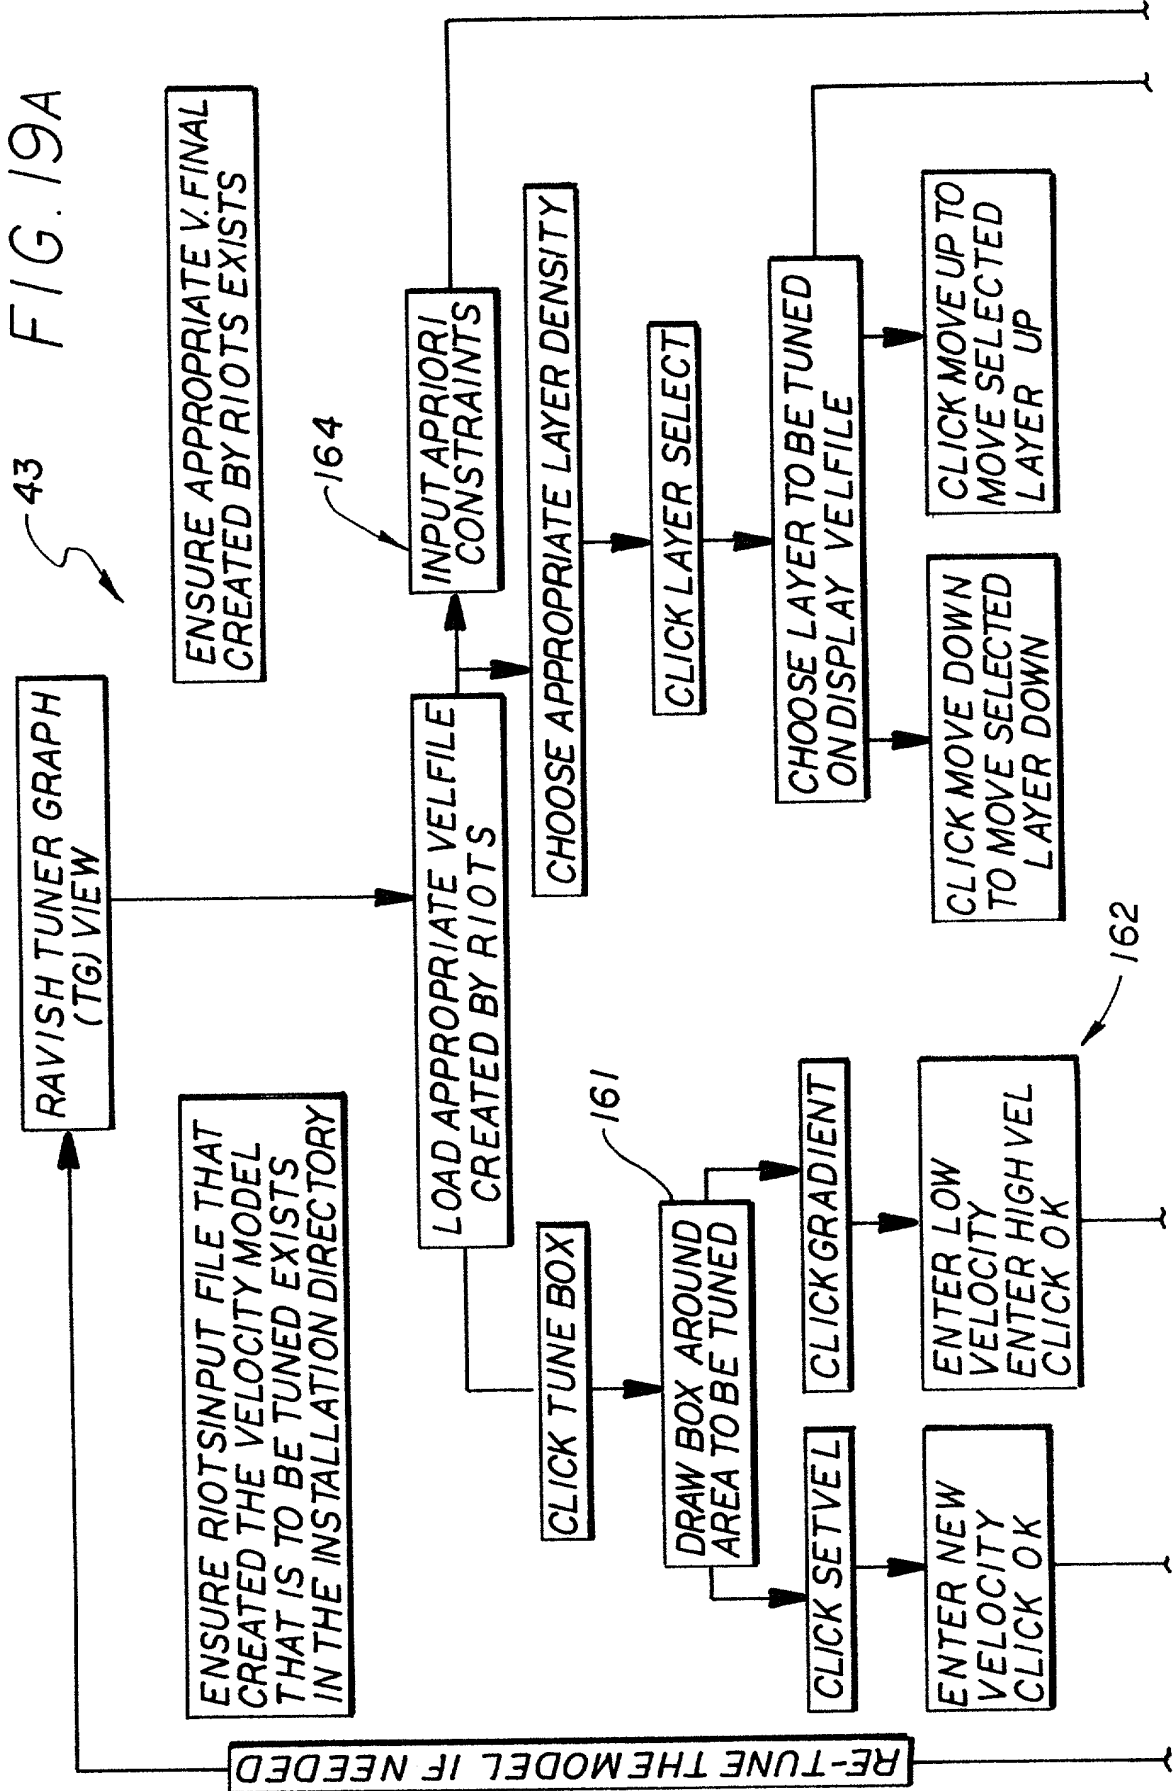 FIG. 19A
43
RAVISH TUNER GRAPH
(TG) VIEW
ENSURE RIOTSINPUT FILE THAT
CREATED THE VELOCITY MODEL
THAT IS TO BE TUNED EXISTS
IN THE INSTALLATION DIRECTORY
ENSURE APPROPRIATE V. FINAL
CREATED BY RIOTS EXISTS
LOAD APPROPRIATE VELFILE
CREATED BY RIOTS
164
INPUT APRIORI
CONSTRAINTS
CLICK TUNE BOX
CHOOSE APPROPRIATE LAYER DENSITY
161
DRAW BOX AROUND
AREA TO BE TUNED
CLICK LAYER SELECT
CLICK SETVEL
CLICK GRADIENT
CHOOSE LAYER TO BE TUNED
ON DISPLAY VELFILE
ENTER NEW
VELOCITY
CLICK OK
ENTER LOW
VELOCITY
ENTER HIGH VEL
CLICK OK
162
CLICK MOVE DOWN
TO MOVE SELECTED
LAYER DOWN
CLICK MOVE UP TO
MOVE SELECTED
LAYER UP
RE-TUNE THE MODEL IF NEEDED